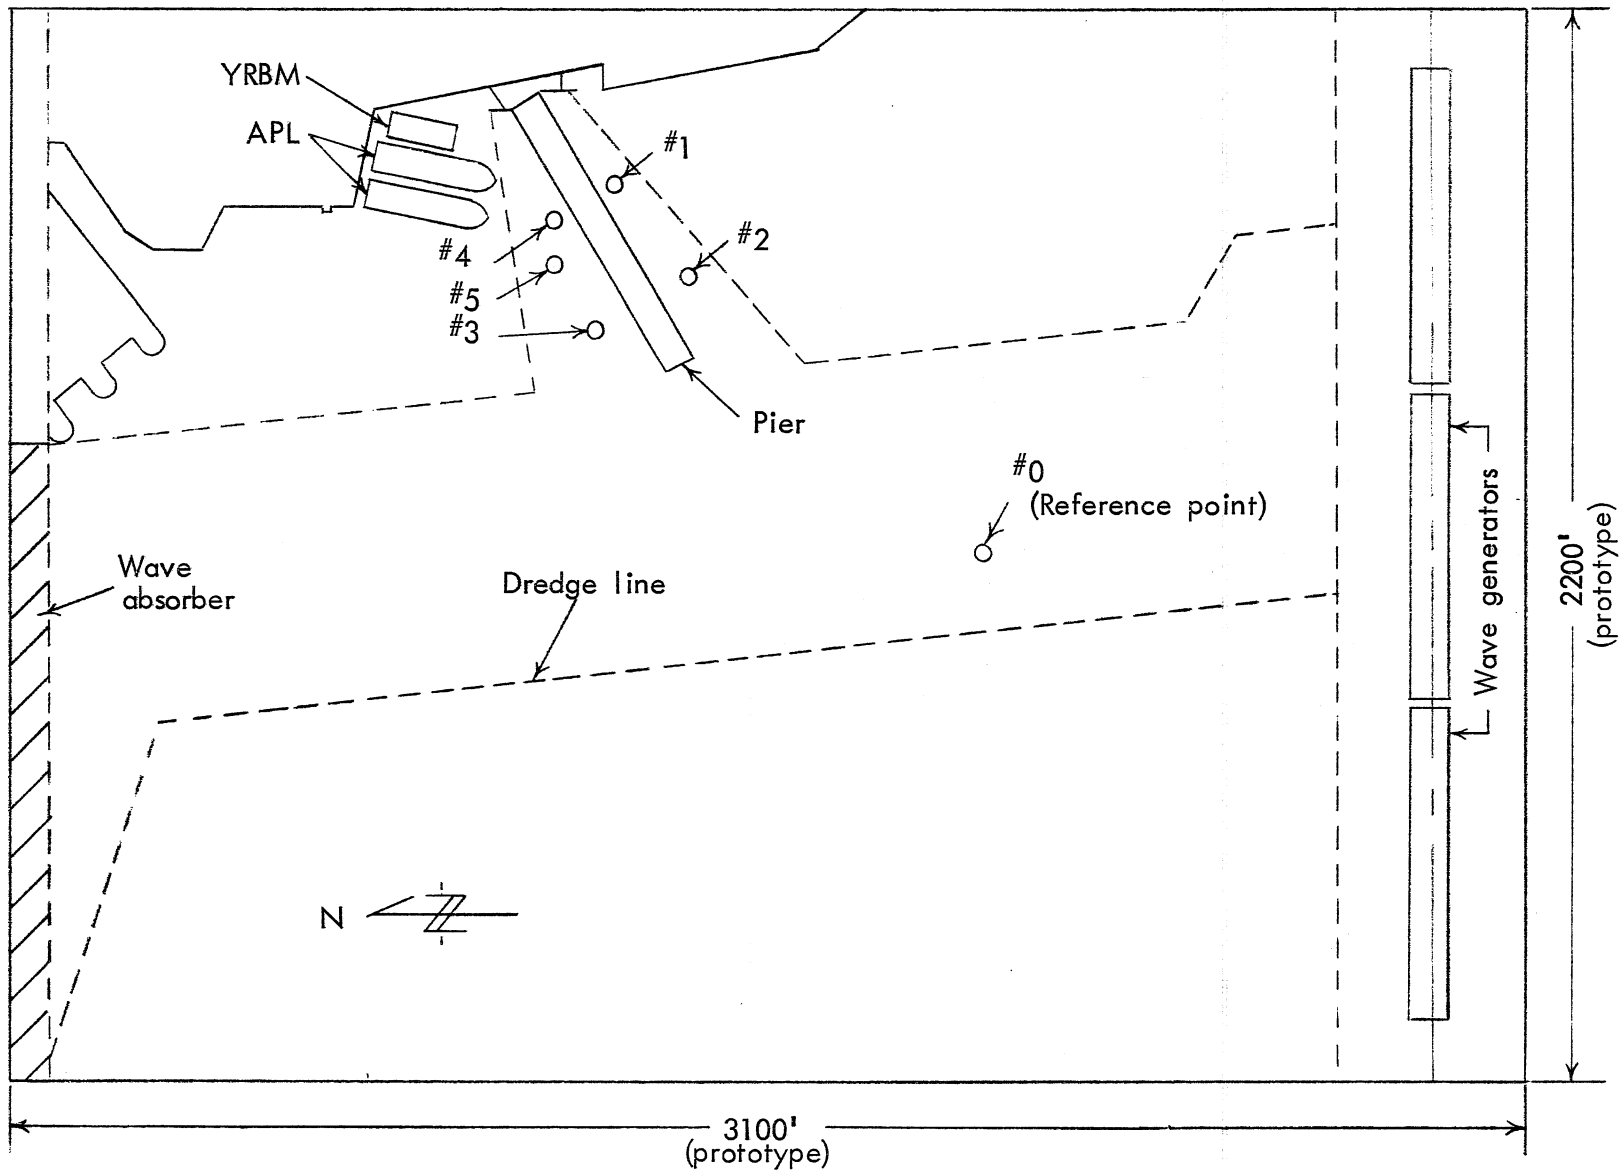 YRBM
APL
#1
#2
#4
#5
#3
Pier
#0
(Reference point)
Wave generators
2200'
(prototype)
Wave
absorber
Dredge line
N
3100'
(prototype)